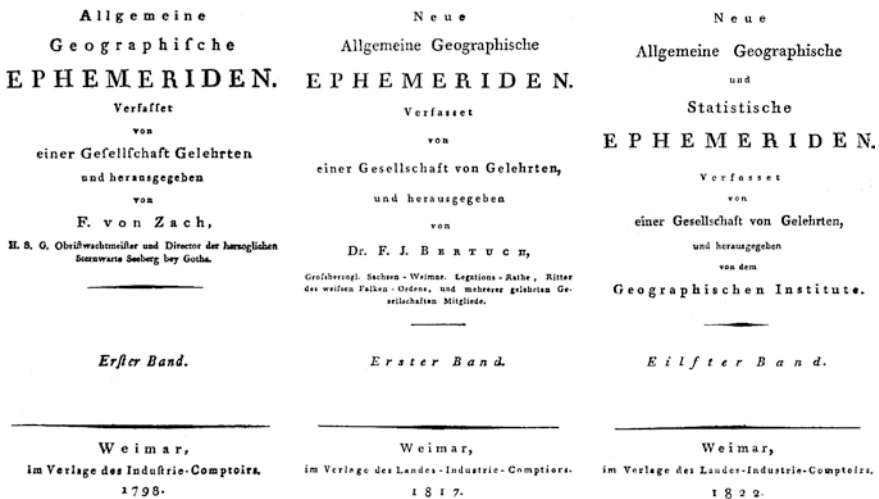 Allgemeine
Geographiſche
EPHEMERIDEN.
Verfaſſet
von
einer Geſellſchaft Gelehrten
und herausgegeben
von
F. von Zach,
H. S. G. Obriſtwachtmeiſter und Director der herzoglichen
Sternwarte Seeberg bey Gotha.
Erſter Band.
Weimar,
im Verlage des Induſtrie-Comptoirs,
1798.
Neue
Allgemeine Geographische
EPHEMERIDEN.
Verfasset
von
einer Gesellschaft von Gelehrten,
und herausgegeben
von
Dr. F. J. BERTUCH,
Grofsherzogl. Sachsen-Weimar. Legations-Rathe, Ritter
des weifsen Falken-Ordens, und mehrerer gelehrten Ge-
sellschaften Mitgliede.
Erster Band.
Weimar,
im Verlage des Landes-Industrie-Comptiors.
1817.
Neue
Allgemeine Geographische
und
Statistische
EPHEMERIDEN.
Verfasset
von
einer Gesellschaft von Gelehrten,
und herausgegeben
von dem
Geographischen Institute.
Eilfter Band.
Weimar,
im Verlage des Landes-Industrie-Comptoirs,
1822.